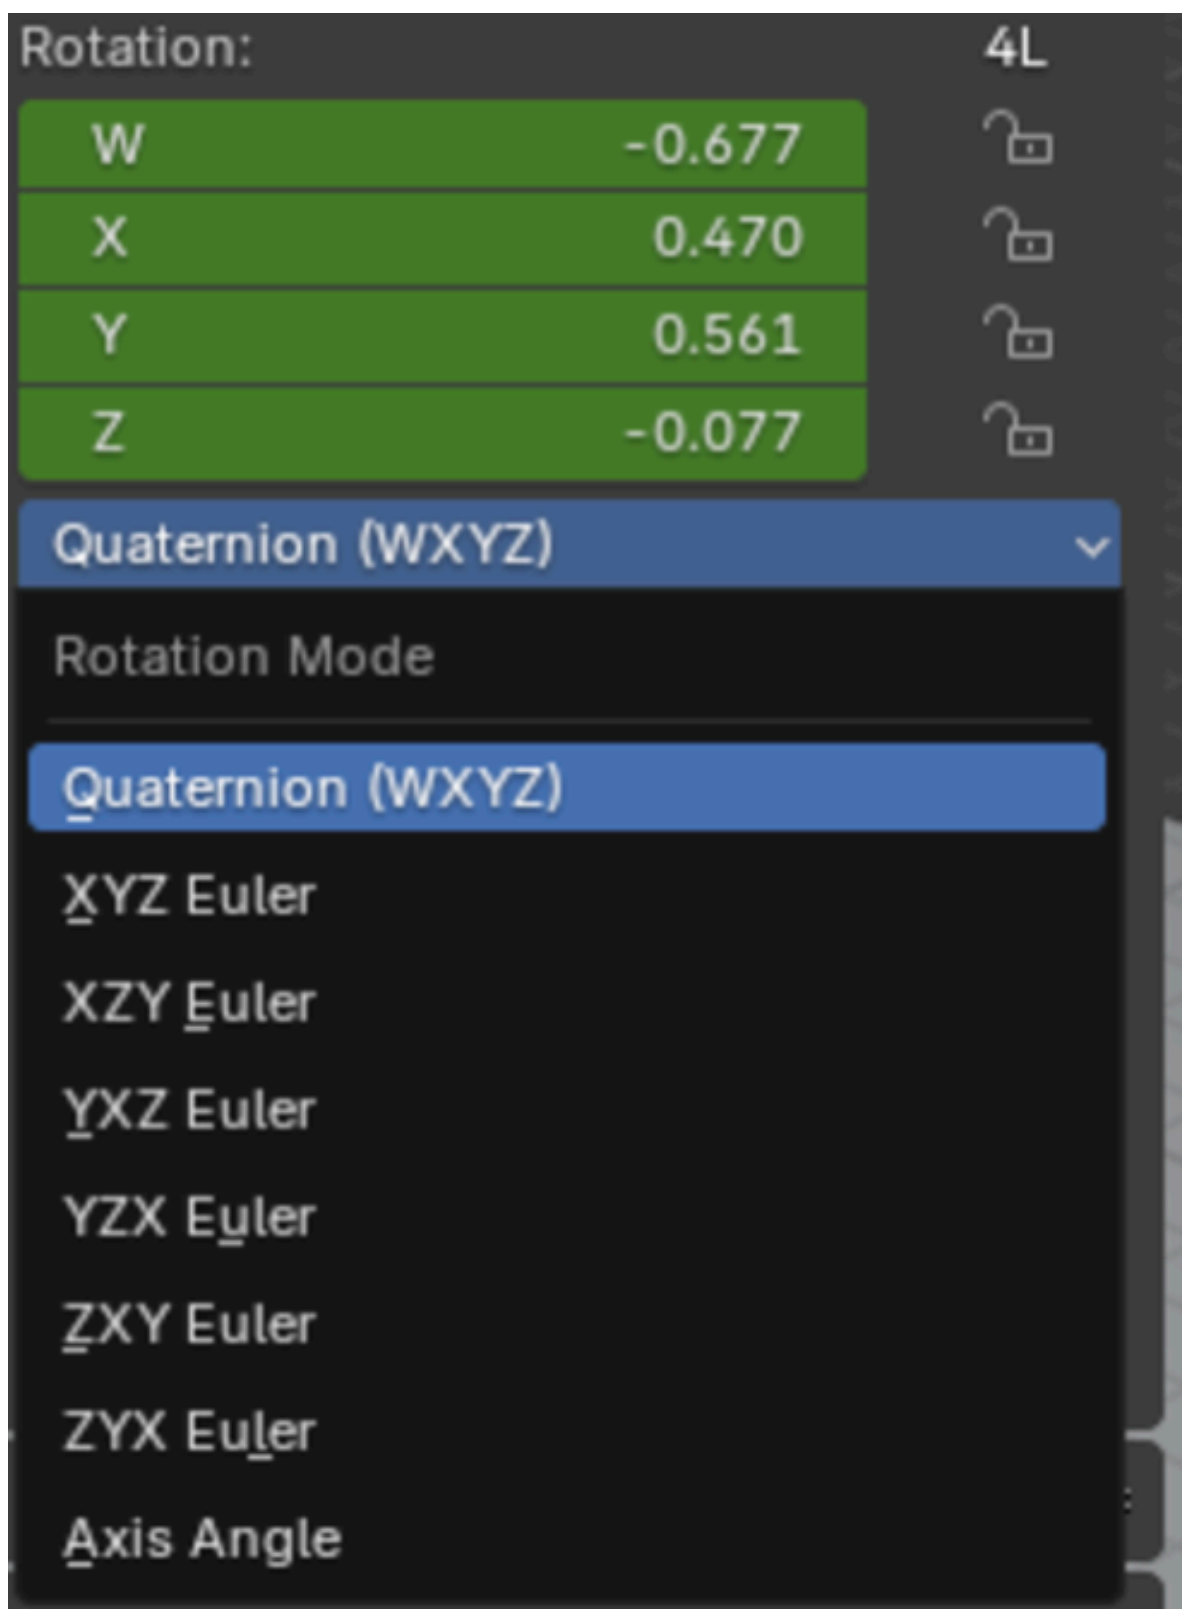 Rotation: 4L
W -0.677
X 0.470
Y 0.561
Z -0.077
Quaternion (WXYZ)
Rotation Mode
Quaternion (WXYZ)
XYZ Euler
XZY Euler
YXZ Euler
YZX Euler
ZXY Euler
ZYX Euler
Axis Angle